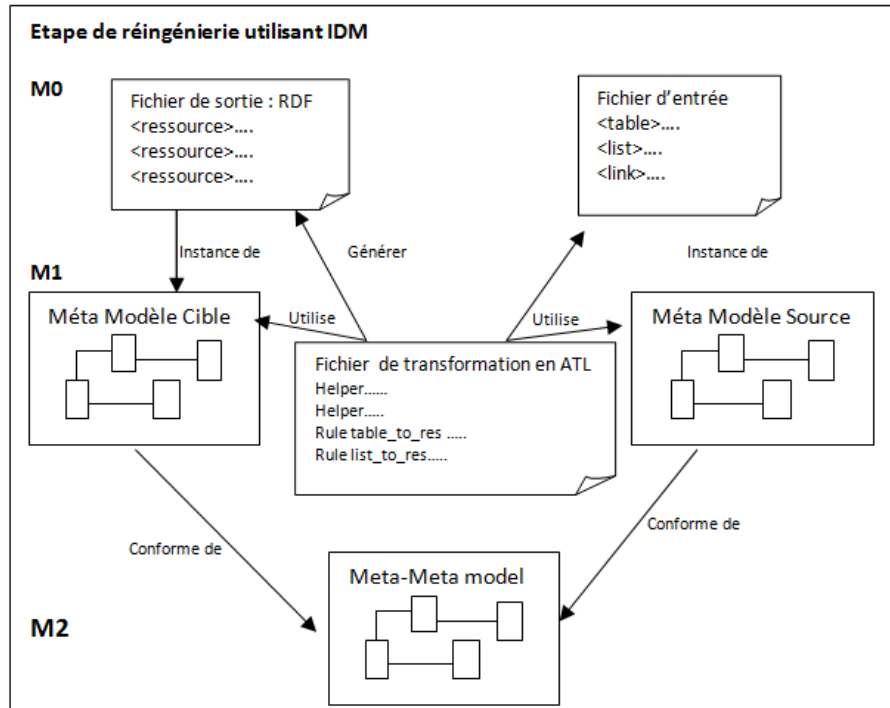 Etape de réingénierie utilisant IDM
M0
Fichier de sortie : RDF
<ressource>....
<ressource>....
<ressource>....
Fichier d'entrée
<table>....
<list>....
<link>....
Instance de
Générer
Instance de
M1
Méta Modèle Cible
Utilise
Utilise
Méta Modèle Source
Fichier de transformation en ATL
Helper......
Helper.....
Rule table_to_res .....
Rule list_to_res.....
Conforme de
Conforme de
Meta-Meta model
M2